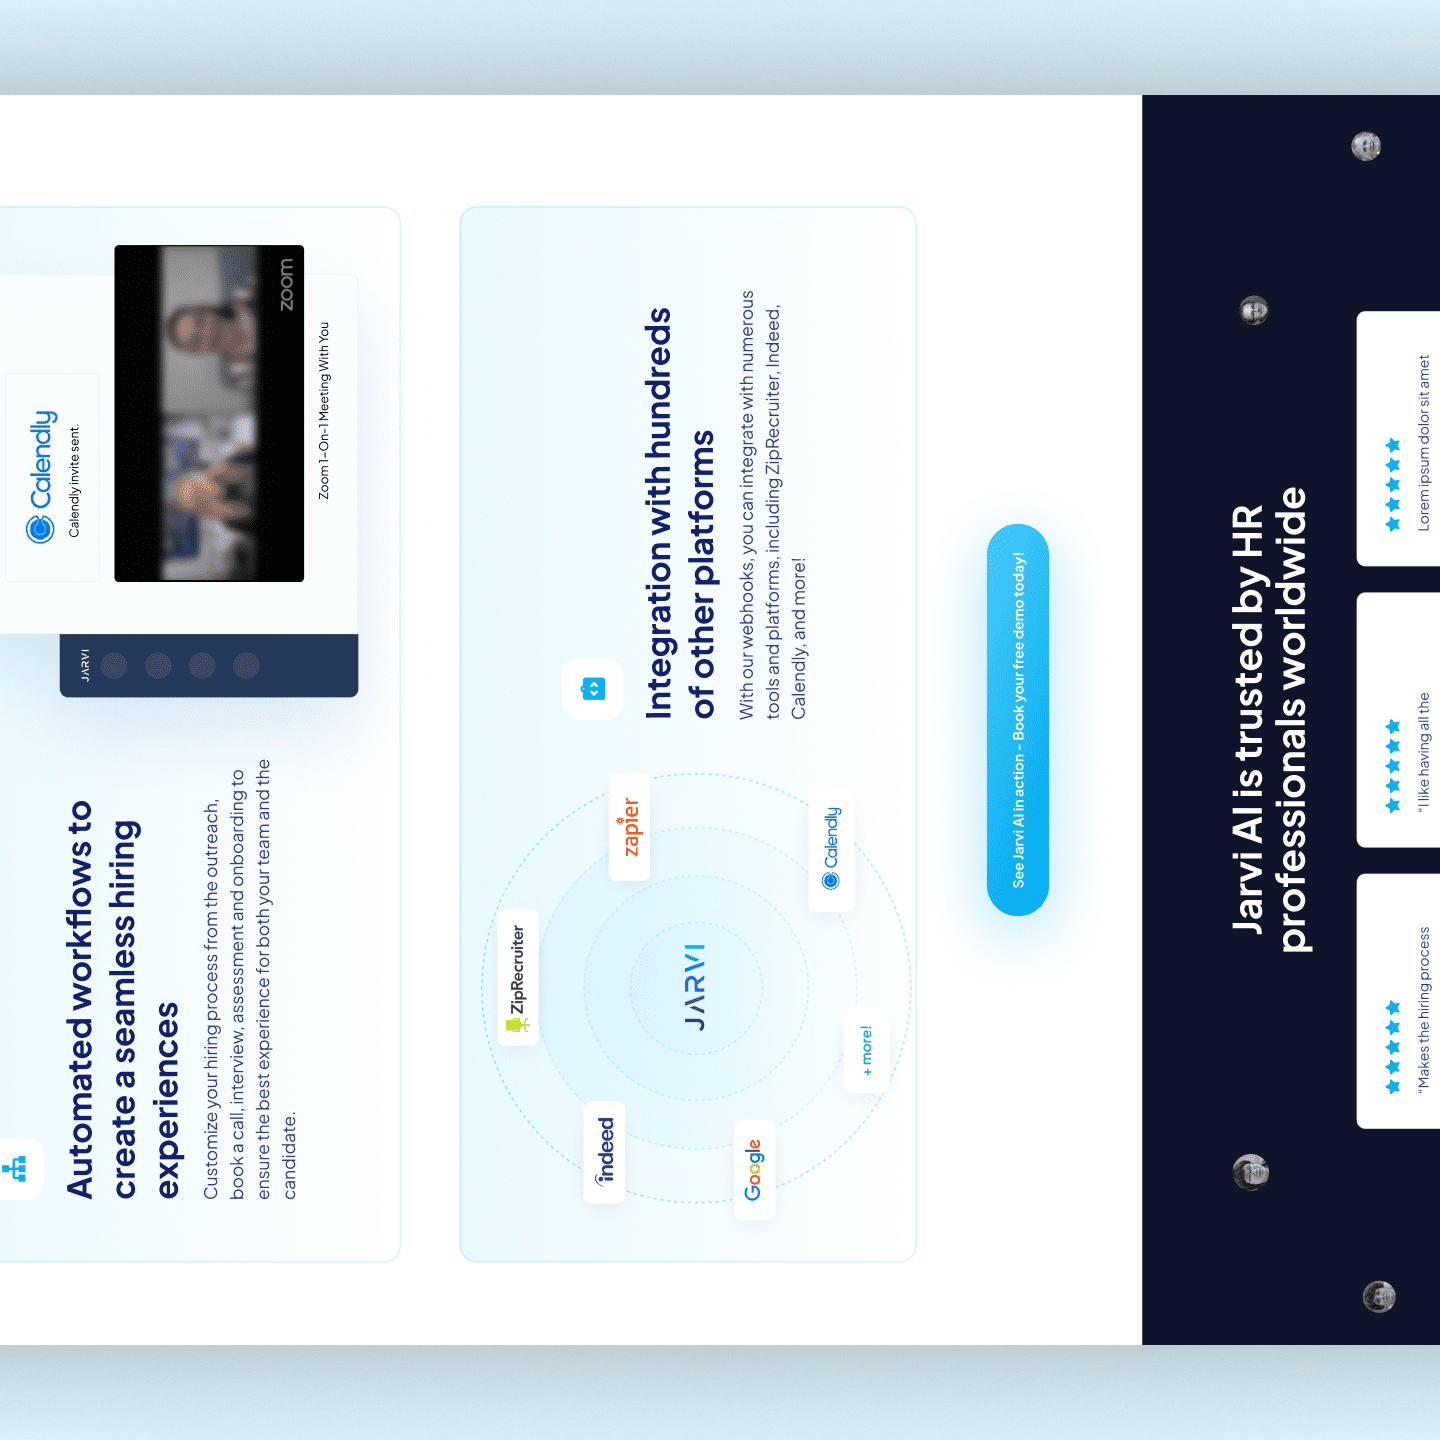 Calendly
Calendly invite sent.
zoom
Zoom 1-On-1 Meeting With You
JARVI
Automated workflows to
create a seamless hiring
experiences
Customize your hiring process from the outreach,
book a call, interview, assessment and onboarding to
ensure the best experience for both your team and the
candidate.
ZipRecruiter
indeed
zapier
JARVI
Google
Calendly
+ more!
Integration with hundreds
of other platforms
With our webhooks, you can integrate with numerous
tools and platforms, including ZipRecruiter, Indeed,
Calendly, and more!
See Jarvi AI in action – Book your free demo today!
Jarvi AI is trusted by HR
professionals worldwide
“Makes the hiring process
“I like having all the
Lorem ipsum dolor sit amet